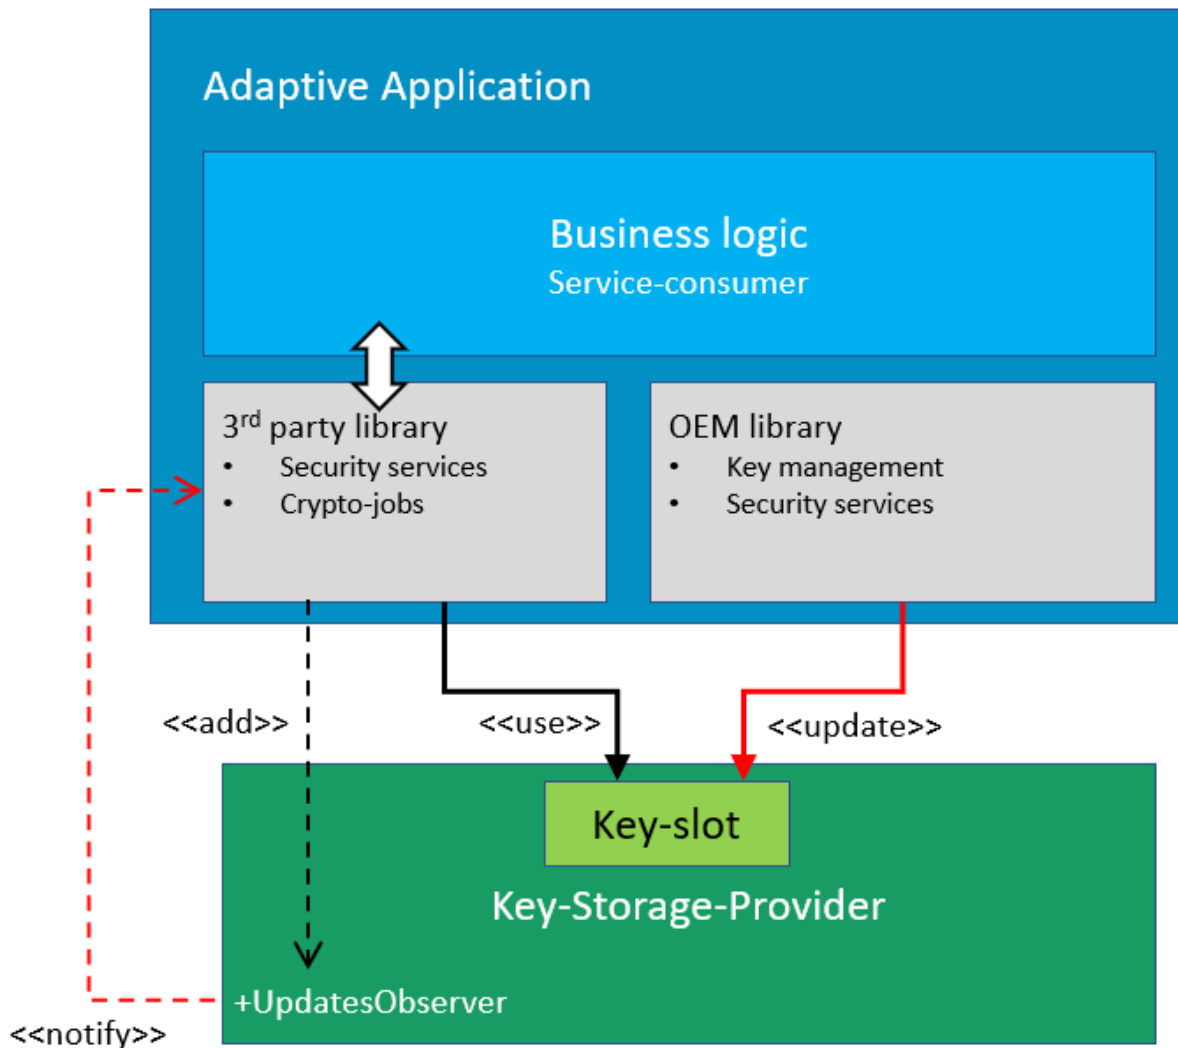 Adaptive Application
Business logic
Service-consumer
3rd party library
• Security services
• Crypto-jobs
OEM library
• Key management
• Security services
<<add>>
<<use>>
<<update>>
Key-slot
Key-Storage-Provider
+UpdatesObserver
<<notify>>